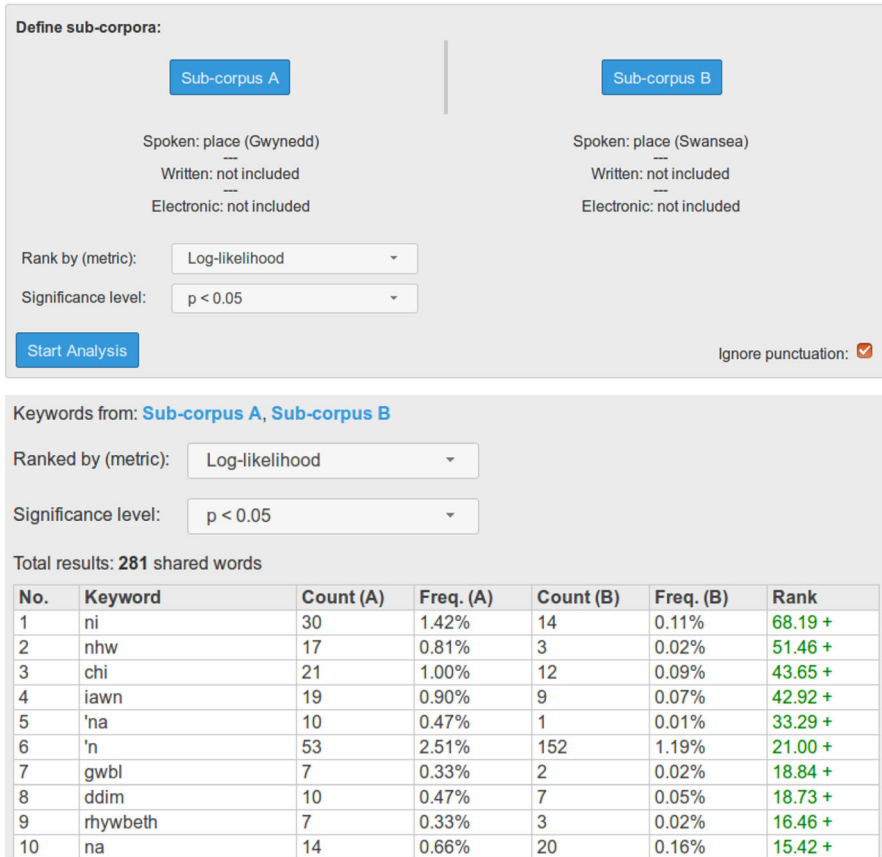 Define sub-corpora:
Sub-corpus A Sub-corpus B
Spoken: place (Gwynedd) Spoken: place (Swansea)
--- ---
Written: not included Written: not included
--- ---
Electronic: not included Electronic: not included
Rank by (metric): Log-likelihood
Significance level: p < 0.05
Start Analysis Ignore punctuation:
Keywords from: Sub-corpus A, Sub-corpus B
Ranked by (metric): Log-likelihood
Significance level: p < 0.05
Total results: 281 shared words
No. Keyword Count (A) Freq. (A) Count (B) Freq. (B) Rank
1 ni 30 1.42% 14 0.11% 68.19 +
2 nhw 17 0.81% 3 0.02% 51.46 +
3 chi 21 1.00% 12 0.09% 43.65 +
4 iawn 19 0.90% 9 0.07% 42.92 +
5 'na 10 0.47% 1 0.01% 33.29 +
6 'n 53 2.51% 152 1.19% 21.00 +
7 gwbl 7 0.33% 2 0.02% 18.84 +
8 ddim 10 0.47% 7 0.05% 18.73 +
9 rhywbeth 7 0.33% 3 0.02% 16.46 +
10 na 14 0.66% 20 0.16% 15.42 +